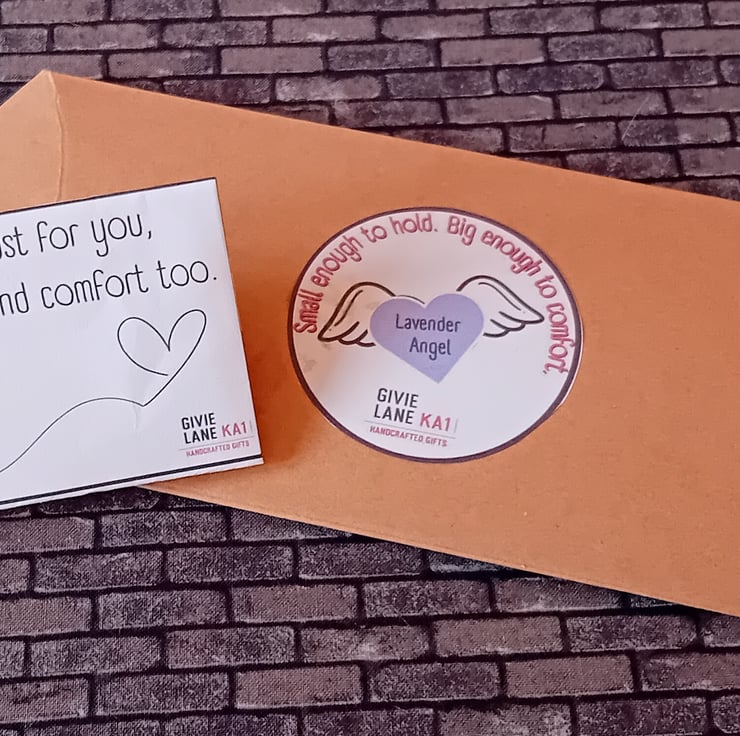 st for you,
nd comfort too.
GIVIE
LANE KA1
HANDCRAFTED GIFTS
Small enough to hold. Big enough to comfort.
Lavender
Angel
GIVIE
LANE KA1
HANDCRAFTED GIFTS